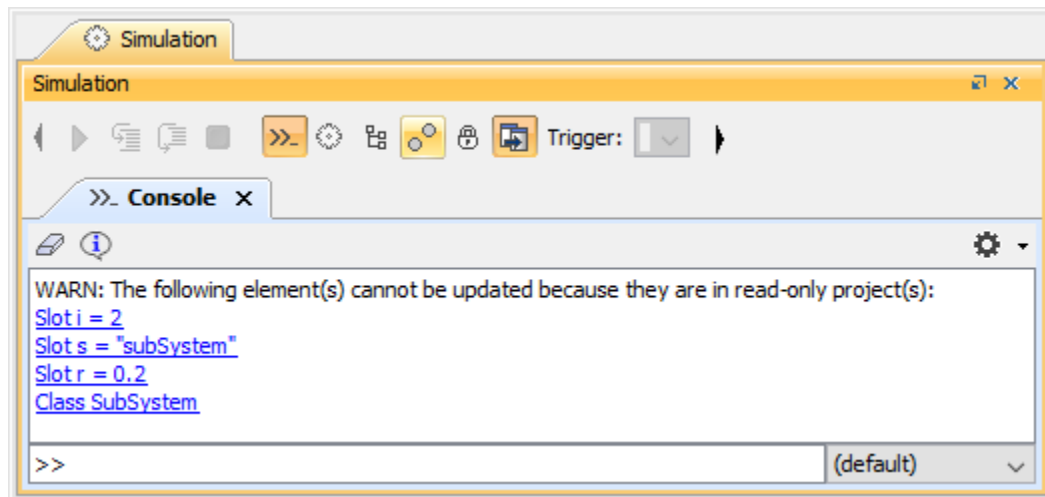 Simulation
Simulation
Trigger:
Console
WARN: The following element(s) cannot be updated because they are in read-only project(s):
Slot i = 2
Slot s = "subSystem"
Slot r = 0.2
Class SubSystem
>> (default)